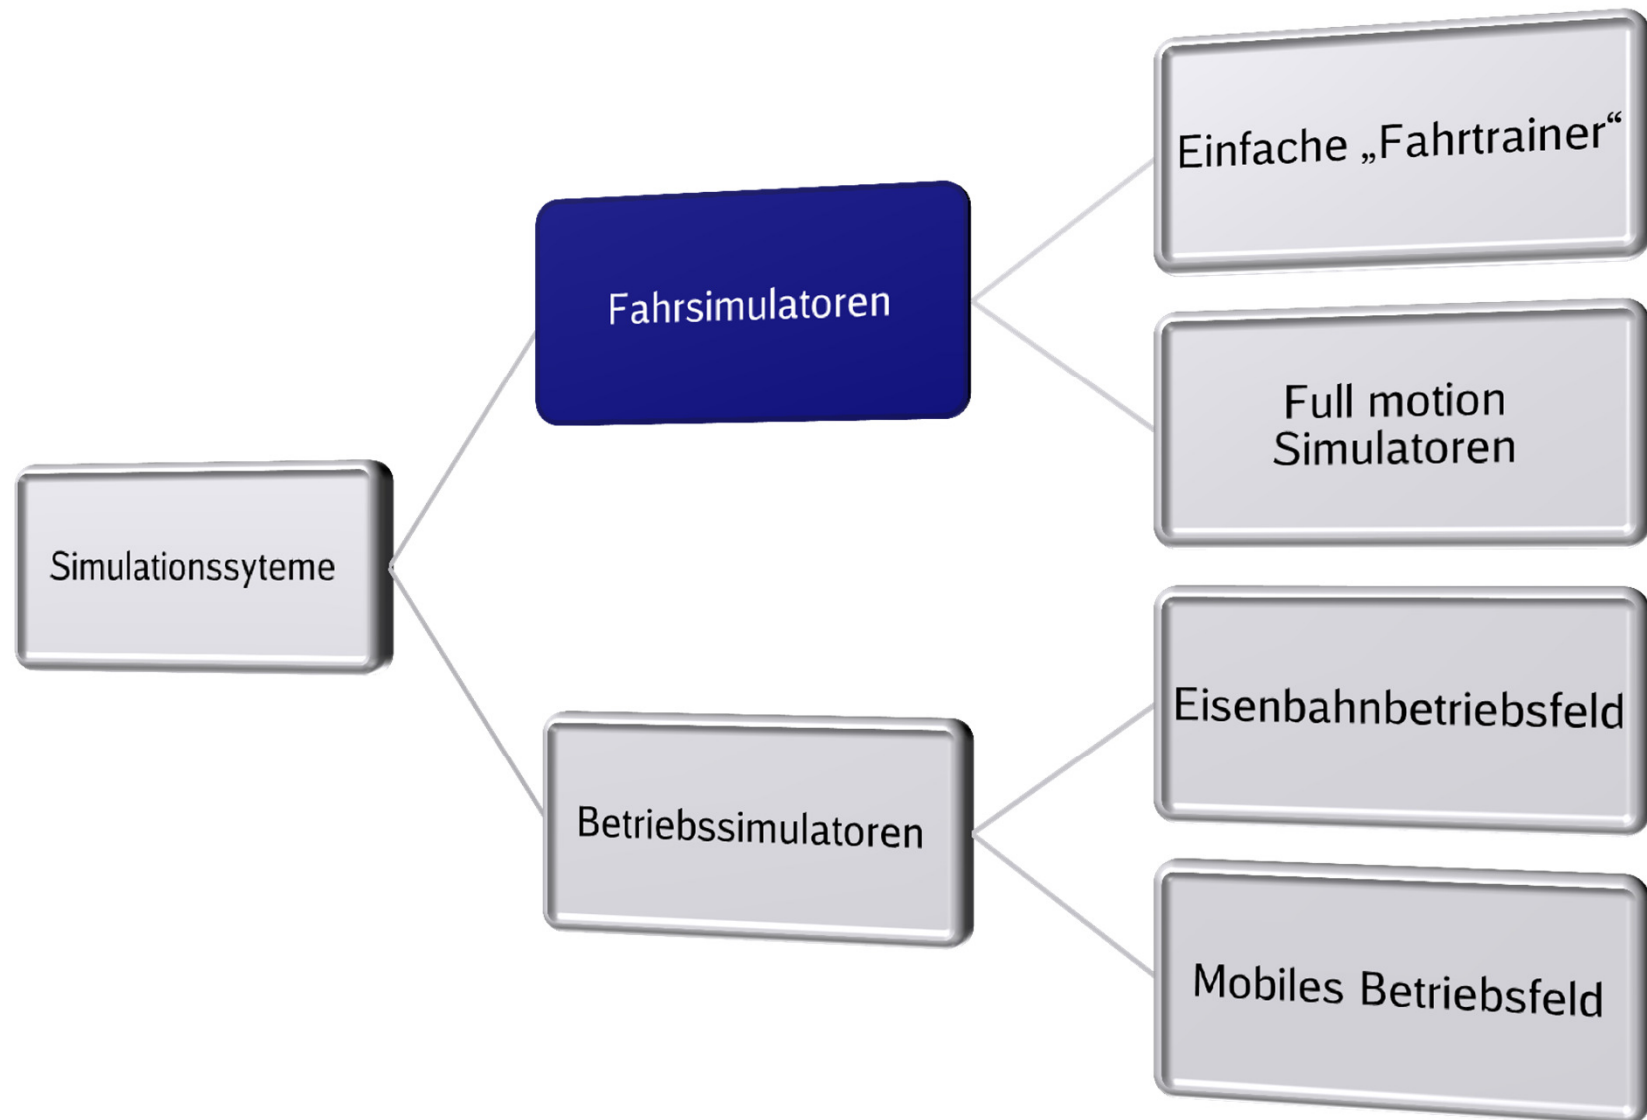 Simulationssyteme
Fahrsimulatoren
Einfache „Fahrtrainer“
Full motion
Simulatoren
Betriebssimulatoren
Eisenbahnbetriebsfeld
Mobiles Betriebsfeld